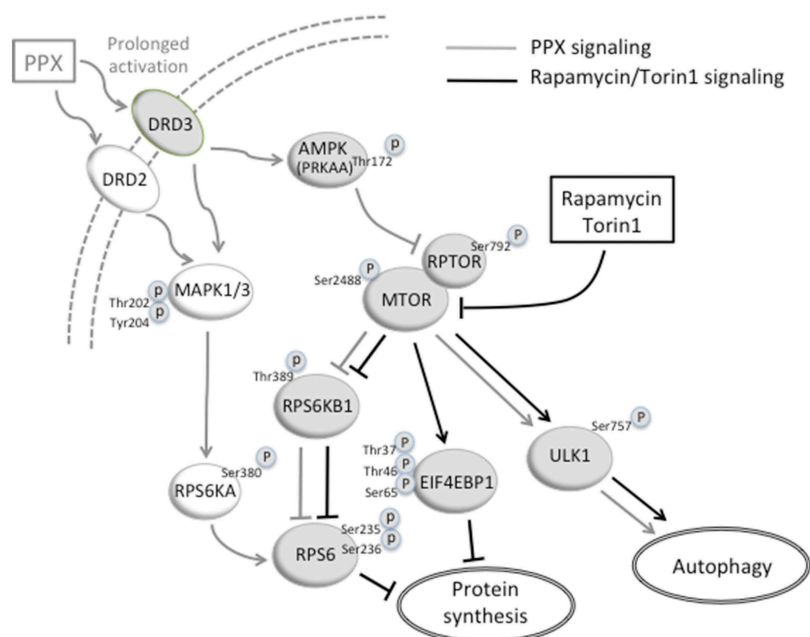 PPX
Prolonged
activation
PPX signaling
Rapamycin/Torin1 signaling
DRD3
DRD2
AMPK
(PRKAA)
Thr172
p
Rapamycin
Torin1
Ser792
P
RPTOR
Ser2488
P
MTOR
MAPK1/3
Thr202
p
Tyr204
p
Thr389
p
RPS6KB1
Ser757
P
ULK1
Thr37
P
Thr46
P
Ser65
P
EIF4EBP1
Ser380
P
RPS6KA
Ser235
p
Ser236
p
RPS6
Autophagy
Protein
synthesis